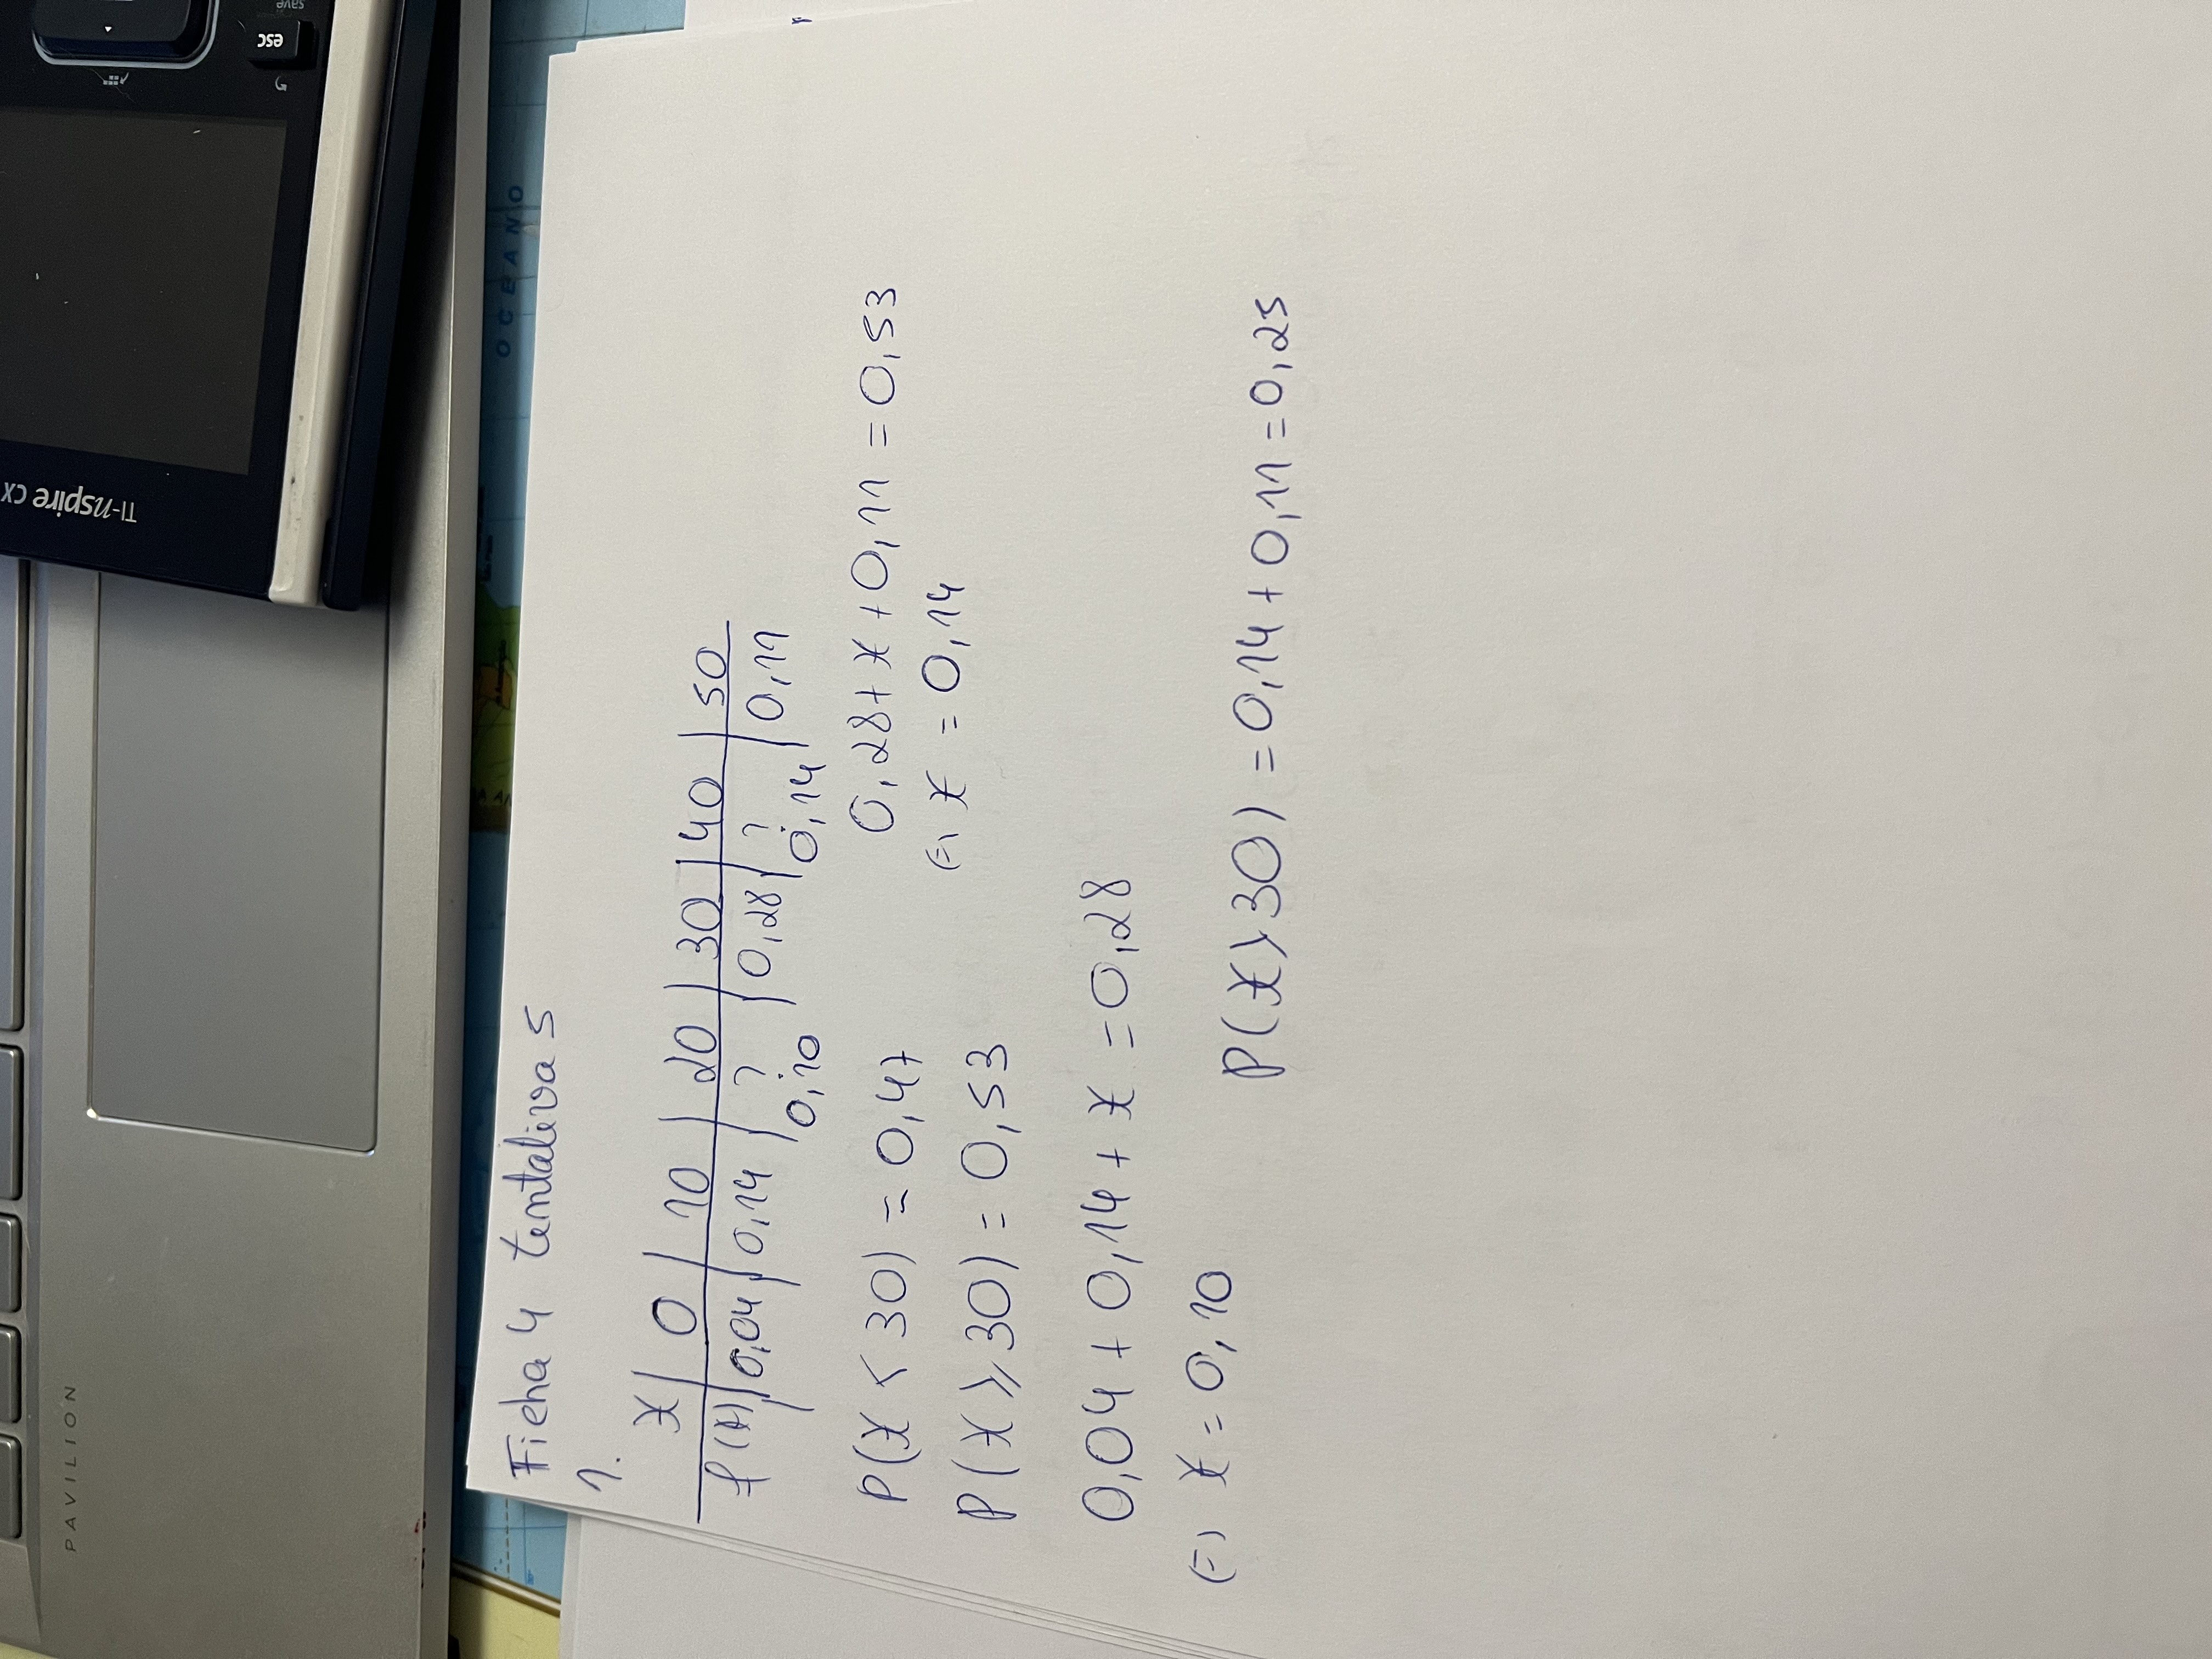 PAVILION
TI-nspire CX
esc
save
OCEANO
Ficha 4 tentativa 5
1.
X | 0 | 10 | 20 | 30 | 40 | 50
f(x) | 0,04 | 0,14 | ? | 0,28 | ? | 0,11
0,10 0,14
P(X < 30) = 0,47
0,28 + x + 0,11 = 0,53
(=) x = 0,14
P(X ⩾ 30) = 0,53
0,04 + 0,14 + x = 0,28
(=) x = 0,10
P(X > 30) = 0,14 + 0,11 = 0,25